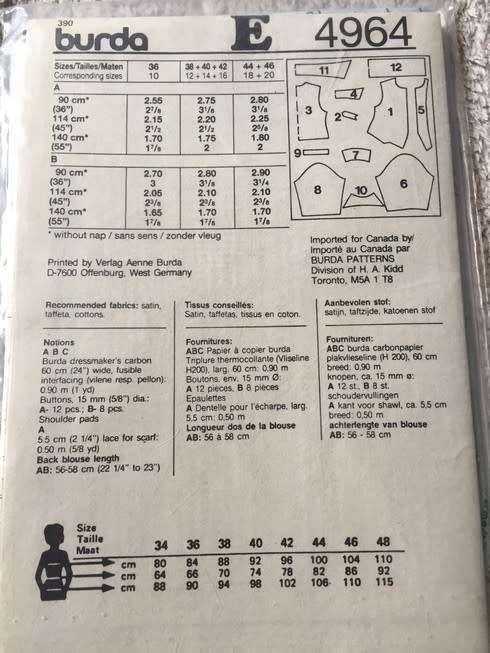 390
burda E 4964
Sizes/Tailles/Maten 36 38 + 40 + 42 44 + 46
Corresponding sizes 10 12 + 14 + 16 18 + 20
A
90 cm* 2.55 2.75 2.80
(36") 2⁷/₈ 3¹/₈ 3¹/₈
114 cm* 2.15 2.20 2.25
(45") 2¹/₂ 2¹/₂ 2⁵/₈
140 cm* 1.70 1.75 1.80
(55") 1⁷/₈ 2 2
B
90 cm* 2.70 2.80 2.90
(36") 3 3¹/₈ 3¹/₄
114 cm* 2.05 2.10 2.10
(45") 2³/₈ 2³/₈ 2³/₈
140 cm* 1.65 1.70 1.70
(55") 1⁷/₈ 1⁷/₈ 1⁷/₈
* without nap / sans sens / zonder vleug
11 12
3 4 2 1 5
9 7
8 10 6
Printed by Verlag Aenne Burda
D-7600 Offenburg, West Germany
Imported for Canada by/
Importé au Canada par
BURDA PATTERNS
Division of H. A. Kidd
Toronto, M5A 1 T8
Recommended fabrics: satin,
taffeta, cottons.
Notions
A B C
Burda dressmaker's carbon
60 cm (24") wide, fusible
interfacing (vilene resp. pellon):
0.90 m (1 yd)
Buttons, 15 mm (5/8") dia.:
A- 12 pcs.; B- 8 pcs.
Shoulder pads
A
5.5 cm (2 1/4") lace for scarf:
0.50 m (5/8 yd)
Back blouse length
AB: 56-58 cm (22 1/4" to 23")
Tissus conseillés:
Satin, taffetas, tissus en coton.
Fournitures:
ABC Papier à copier burda
Triplure thermocollante (Vliseline
H200), larg. 60 cm: 0,90 m
Boutons, env. 15 mm Ø:
A 12 pièces, B 8 pièces
Epaulettes
A Dentelle pour l'écharpe, larg.
5,5 cm: 0,50 m
Longueur dos de la blouse
AB: 56 à 58 cm
Aanbevolen stof:
satijn, taftzijde, katoenen stof
Fournituren:
ABC burda carbonpapier
plakvlieseline (H 200), 60 cm
breed: 0.90 m
knopen, ca. 15 mm ø:
A 12 st. B 8 st.
schoudervullingen
A kant voor shawl, ca. 5,5 cm
breed: 0,50 m
achterlengte van blouse
AB: 56 - 58 cm
Size
Taille
Maat 34 36 38 40 42 44 46 48
cm 80 84 88 92 96 100 104 110
cm 64 66 70 74 78 82 86 92
cm 88 90 94 98 102 106 110 115